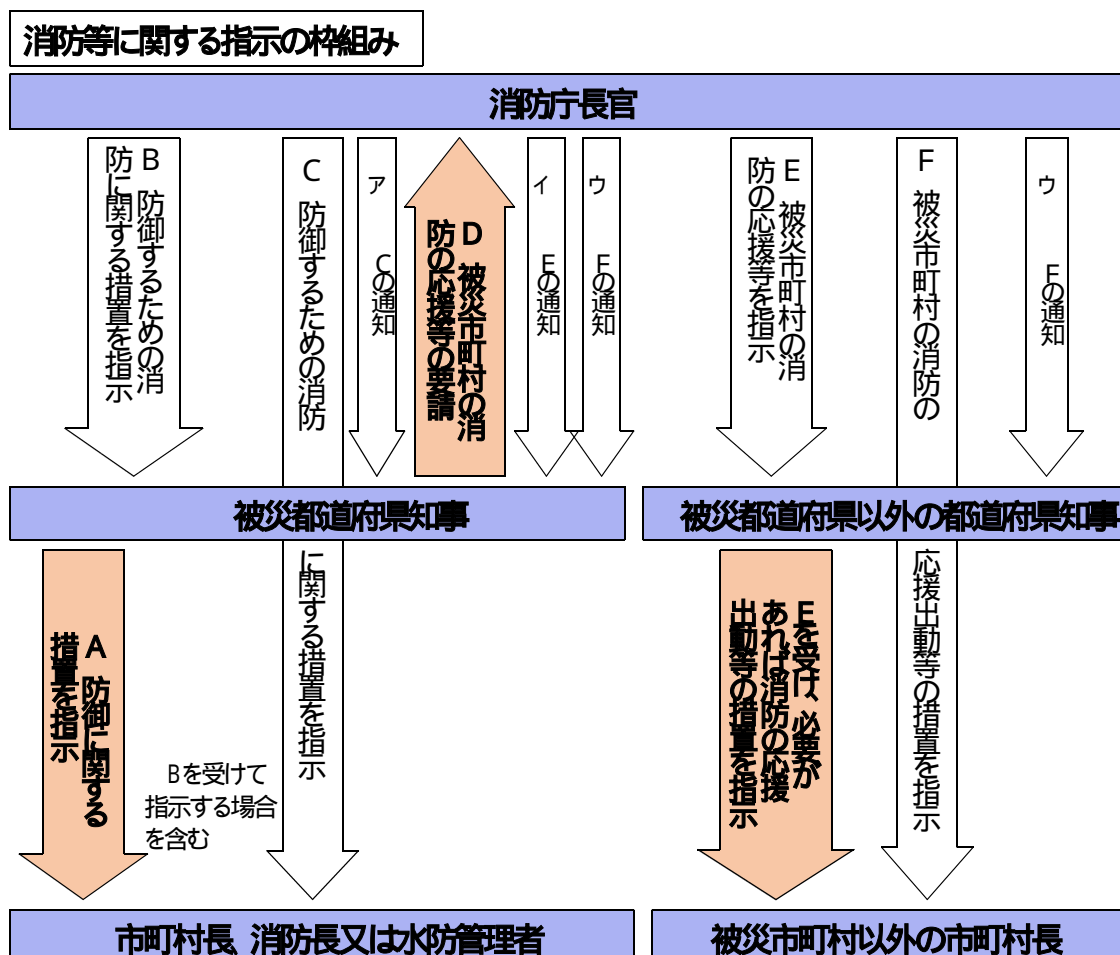 消防等に関する指示の枠組み
消防庁長官
B 防御するための消
防に関する措置を指示
C 防御するための消防
に関する措置を指示
ア Cの通知
D 被災市町村の消
防の応援等の要請
イ Eの通知
ウ Fの通知
E 被災市町村の消
防の応援等を指示
F 被災市町村の消防の
応援出動等の措置を指示
ウ Fの通知
被災都道府県知事
被災都道府県以外の都道府県知事
A 防御に関する
措置を指示
Bを受けて
指示する場合
を含む
Eを受け、必要が
あれば消防の応援
出動等の措置を指示
市町村長、消防長又は水防管理者
被災市町村以外の市町村長